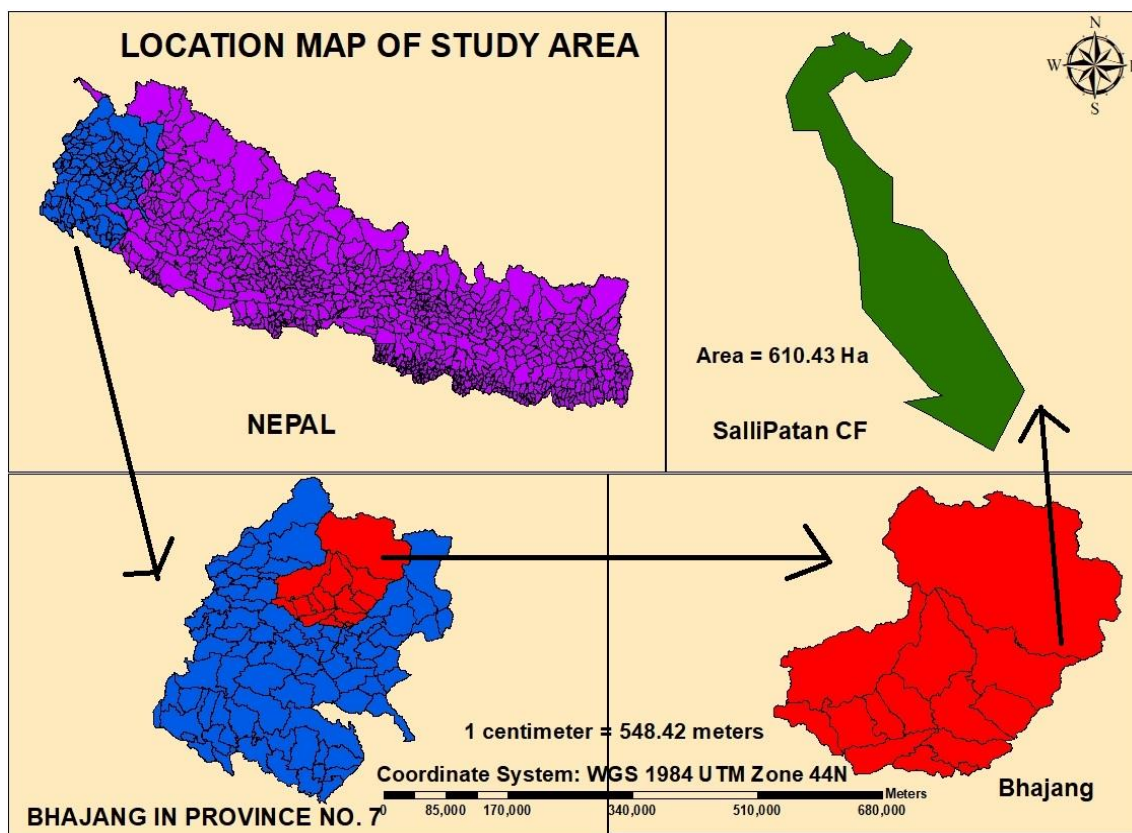 LOCATION MAP OF STUDY AREA
NEPAL
N
W
E
S
Area = 610.43 Ha
SalliPatan CF
1 centimeter = 548.42 meters
Coordinate System: WGS 1984 UTM Zone 44N
Meters
0 85,000 170,000 340,000 510,000 680,000
BHAJANG IN PROVINCE NO. 7
Bhajang